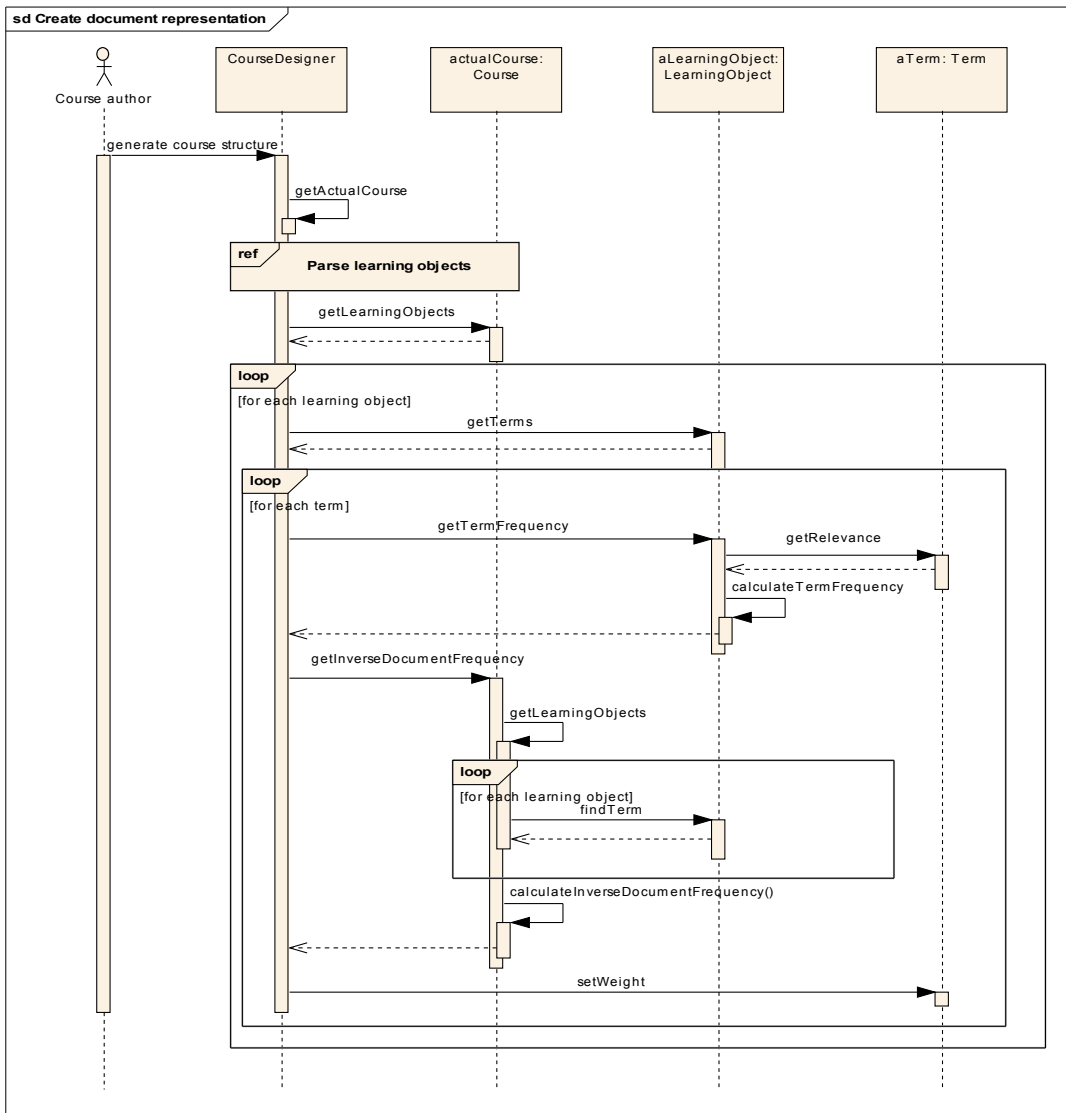 sd Create document representation
Course author
CourseDesigner
actualCourse:
Course
aLearningObject:
LearningObject
aTerm: Term
generate course structure
getActualCourse
ref
Parse learning objects
getLearningObjects
loop
[for each learning object]
getTerms
loop
[for each term]
getTermFrequency
getRelevance
calculateTermFrequency
getInverseDocumentFrequency
getLearningObjects
loop
[for each learning object]
findTerm
calculateInverseDocumentFrequency()
setWeight